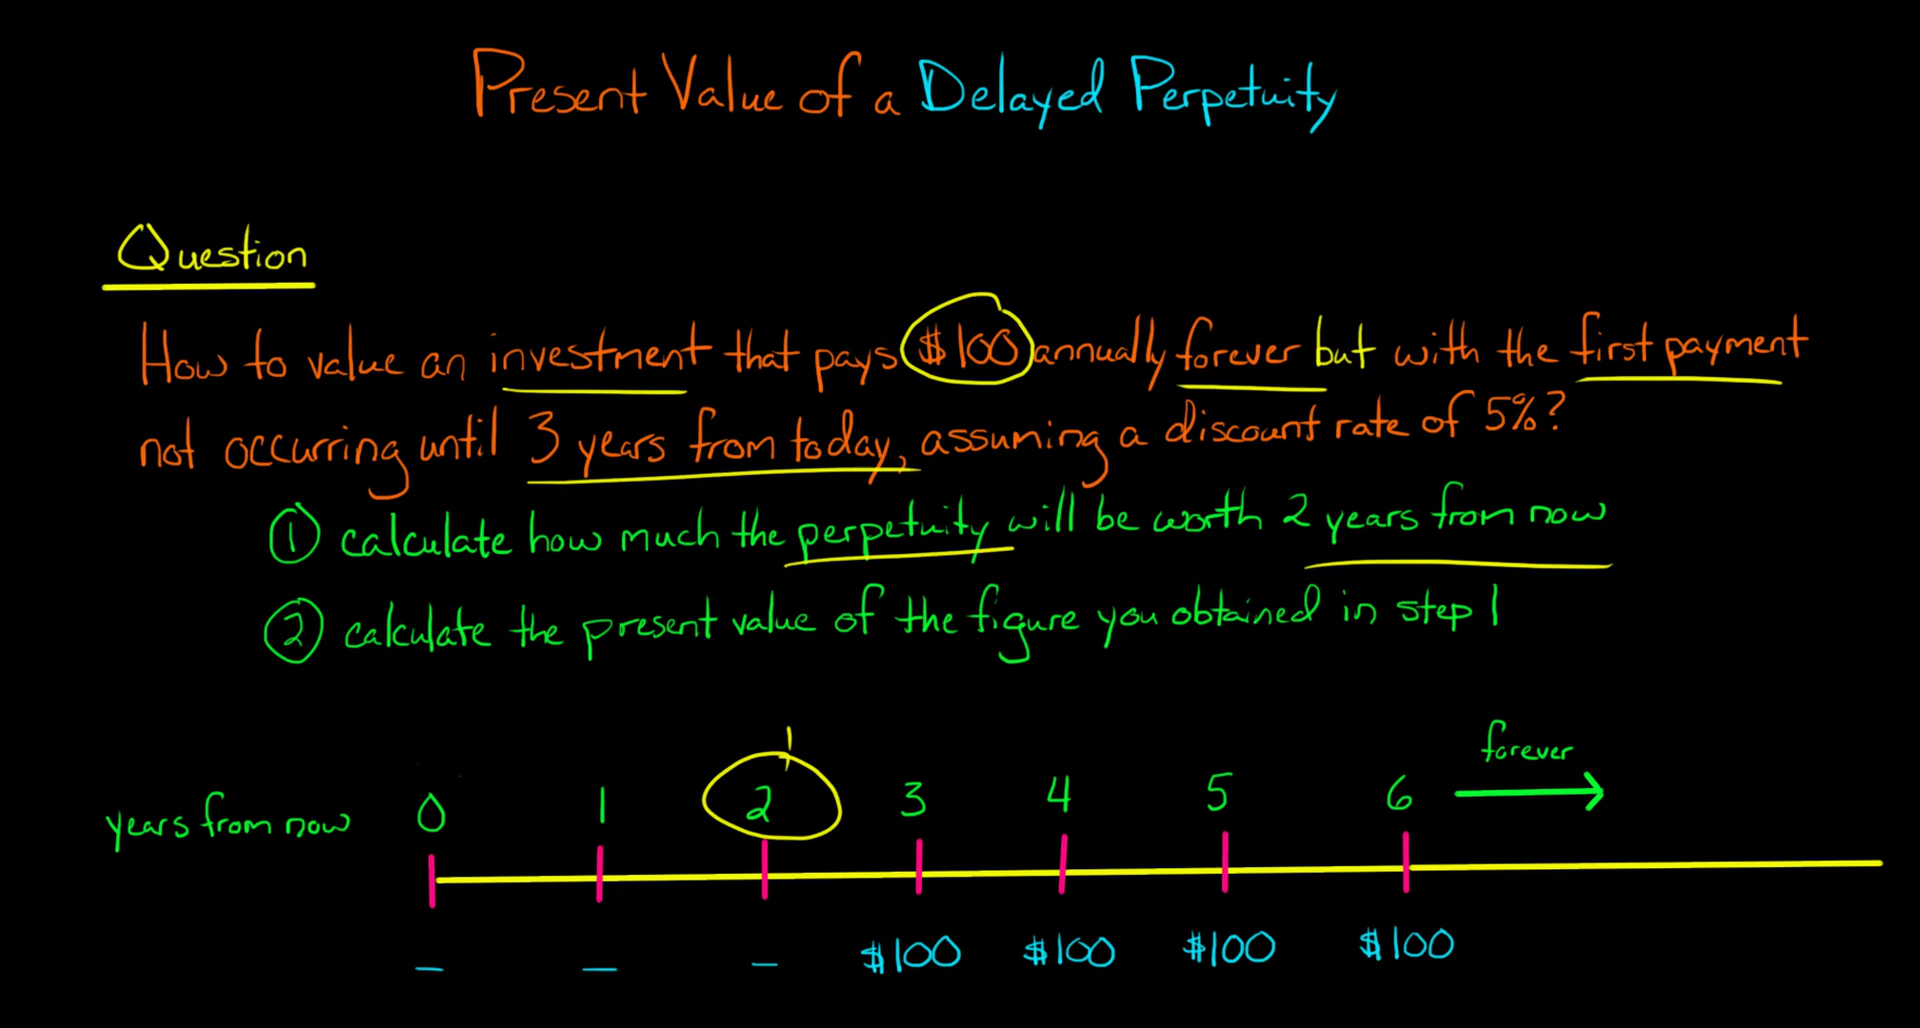 Present Value of a Delayed Perpetuity
Question
How to value an investment that pays $100 annually forever but with the first payment
not occurring until 3 years from today, assuming a discount rate of 5%?
① calculate how much the perpetuity will be worth 2 years from now
② calculate the present value of the figure you obtained in step 1
forever
years from now 0 1 2 3 4 5 6
– – – $100 $100 $100 $100